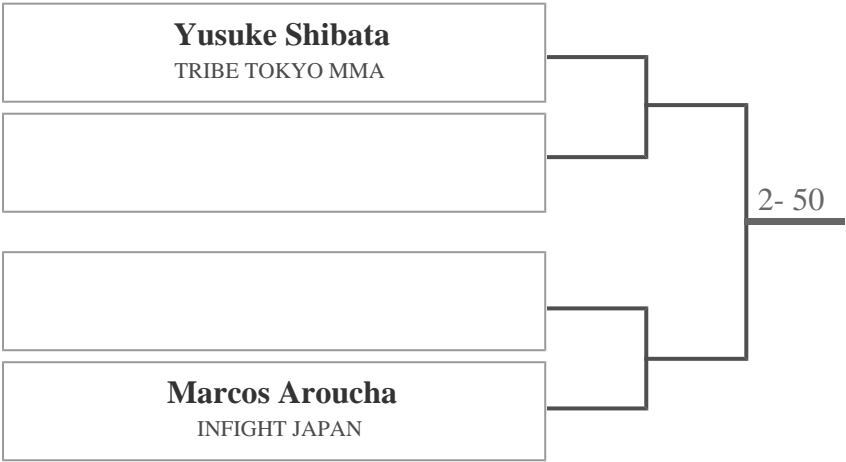 Yusuke Shibata
TRIBE TOKYO MMA
2- 50
Marcos Aroucha
INFIGHT JAPAN